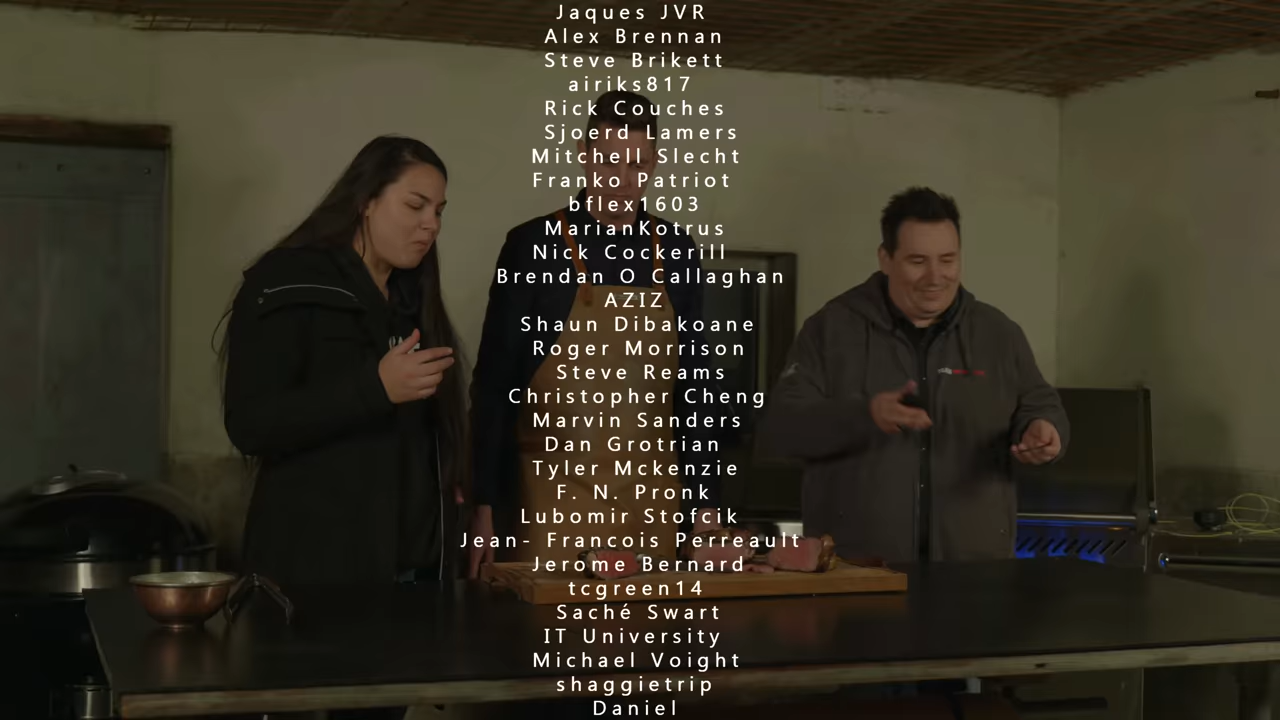 Jaques JVR
Alex Brennan
Steve Brikett
airiks817
Rick Couches
Sjoerd Lamers
Mitchell Slecht
Franko Patriot
bflex1603
MarianKotrus
Nick Cockerill
Brendan O Callaghan
AZIZ
Shaun Dibakoane
Roger Morrison
Steve Reams
Christopher Cheng
Marvin Sanders
Dan Grotrian
Tyler Mckenzie
F. N. Pronk
Lubomir Stofcik
Jean- Francois Perreault
Jerome Bernard
tcgreen14
Saché Swart
IT University
Michael Voight
shaggietrip
Daniel